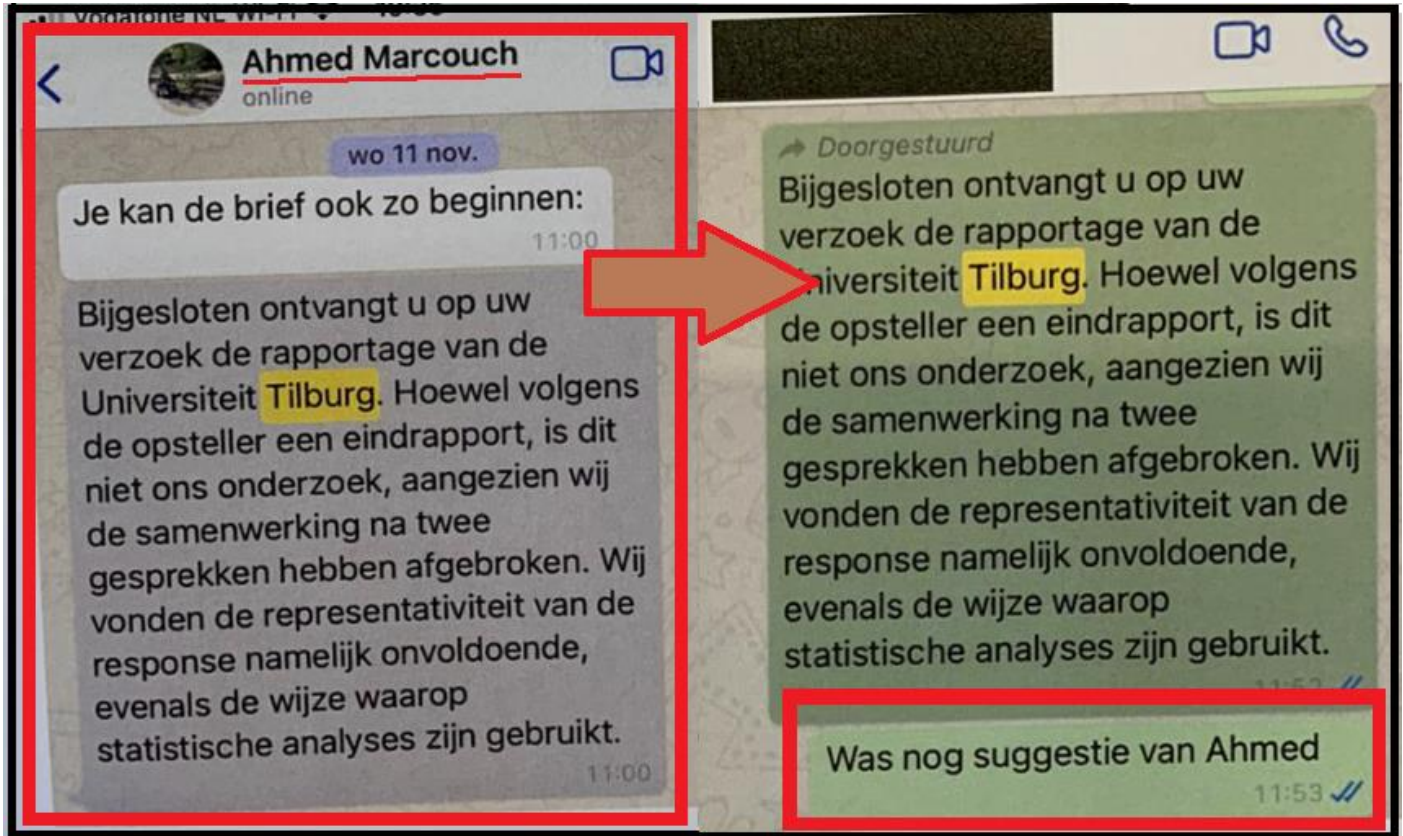 Ahmed Marcouch
online
wo 11 nov.
Je kan de brief ook zo beginnen:
11:00
Bijgesloten ontvangt u op uw
verzoek de rapportage van de
Universiteit Tilburg. Hoewel volgens
de opsteller een eindrapport, is dit
niet ons onderzoek, aangezien wij
de samenwerking na twee
gesprekken hebben afgebroken. Wij
vonden de representativiteit van de
response namelijk onvoldoende,
evenals de wijze waarop
statistische analyses zijn gebruikt.
11:00
Doorgestuurd
Bijgesloten ontvangt u op uw
verzoek de rapportage van de
niversiteit Tilburg. Hoewel volgens
de opsteller een eindrapport, is dit
niet ons onderzoek, aangezien wij
de samenwerking na twee
gesprekken hebben afgebroken. Wij
vonden de representativiteit van de
response namelijk onvoldoende,
evenals de wijze waarop
statistische analyses zijn gebruikt.
Was nog suggestie van Ahmed
11:53